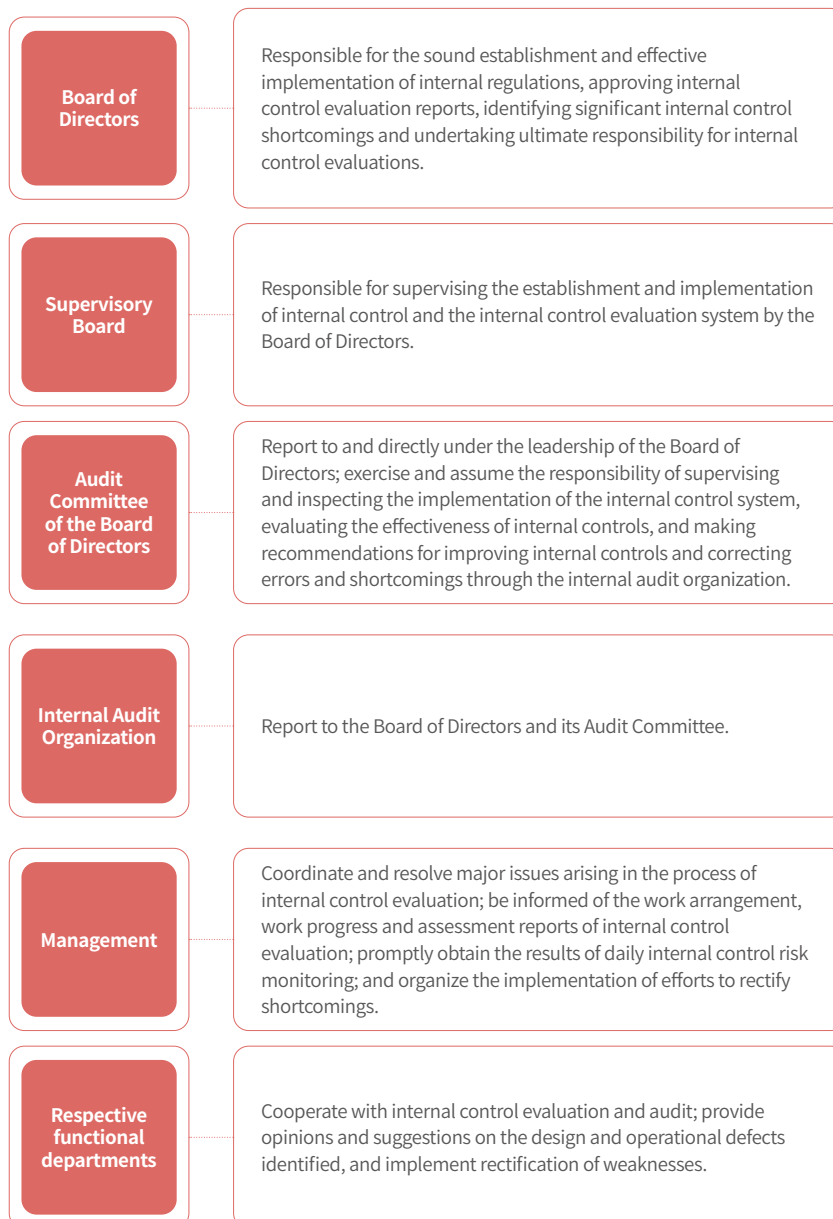 Board of
Directors
Responsible for the sound establishment and effective
implementation of internal regulations, approving internal
control evaluation reports, identifying significant internal control
shortcomings and undertaking ultimate responsibility for internal
control evaluations.
Supervisory
Board
Responsible for supervising the establishment and implementation
of internal control and the internal control evaluation system by the
Board of Directors.
Audit
Committee
of the Board
of Directors
Report to and directly under the leadership of the Board of
Directors; exercise and assume the responsibility of supervising
and inspecting the implementation of the internal control system,
evaluating the effectiveness of internal controls, and making
recommendations for improving internal controls and correcting
errors and shortcomings through the internal audit organization.
Internal Audit
Organization
Report to the Board of Directors and its Audit Committee.
Management
Coordinate and resolve major issues arising in the process of
internal control evaluation; be informed of the work arrangement,
work progress and assessment reports of internal control
evaluation; promptly obtain the results of daily internal control risk
monitoring; and organize the implementation of efforts to rectify
shortcomings.
Respective
functional
departments
Cooperate with internal control evaluation and audit; provide
opinions and suggestions on the design and operational defects
identified, and implement rectification of weaknesses.